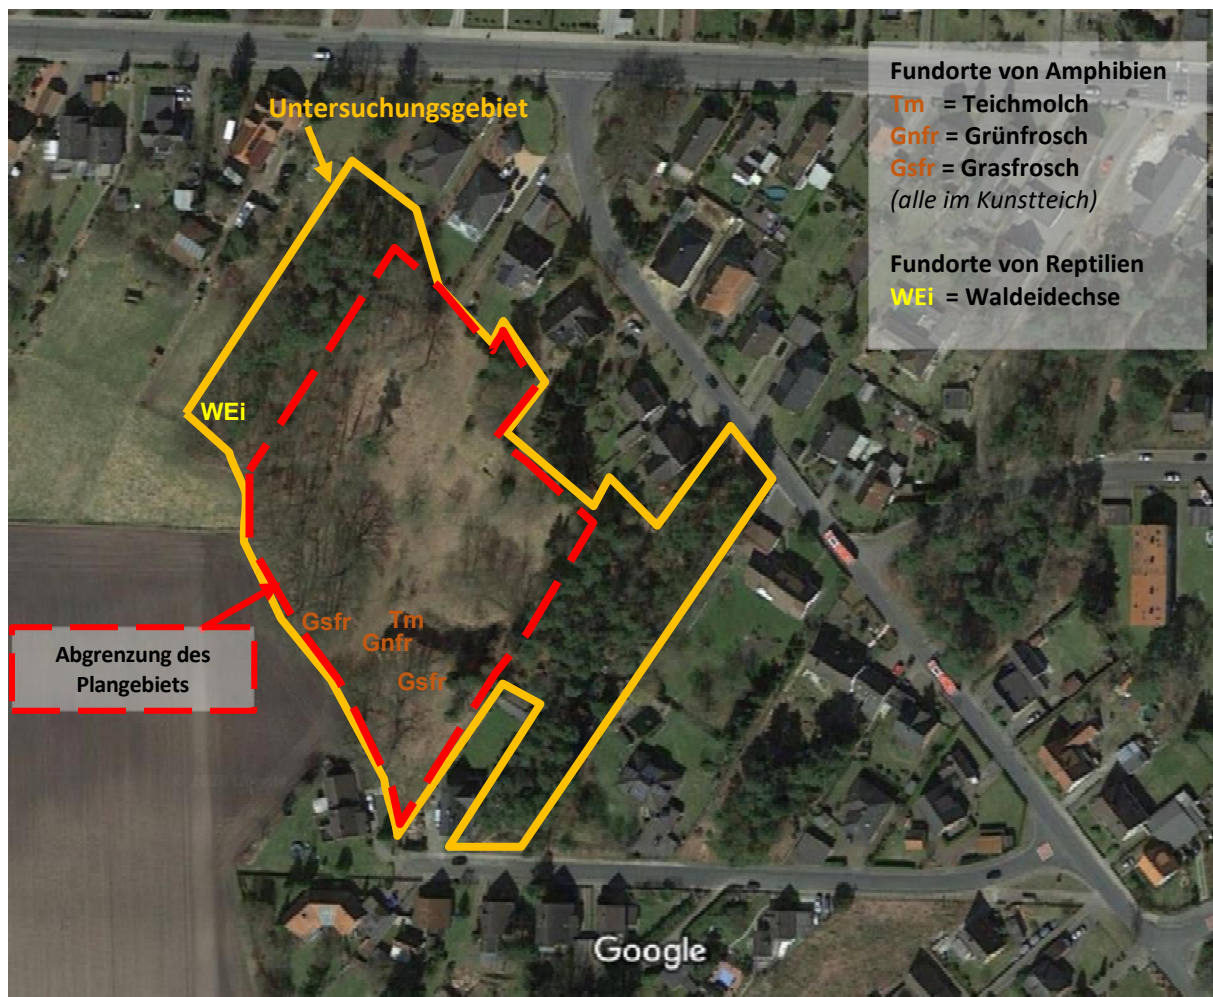 Fundorte von Amphibien
Tm = Teichmolch
Gnfr = Grünfrosch
Gsfr = Grasfrosch
(alle im Kunstteich)
Fundorte von Reptilien
WEi = Waldeidechse
Untersuchungsgebiet
WEi
Gsfr
Tm
Gnfr
Gsfr
Abgrenzung des
Plangebiets
Google